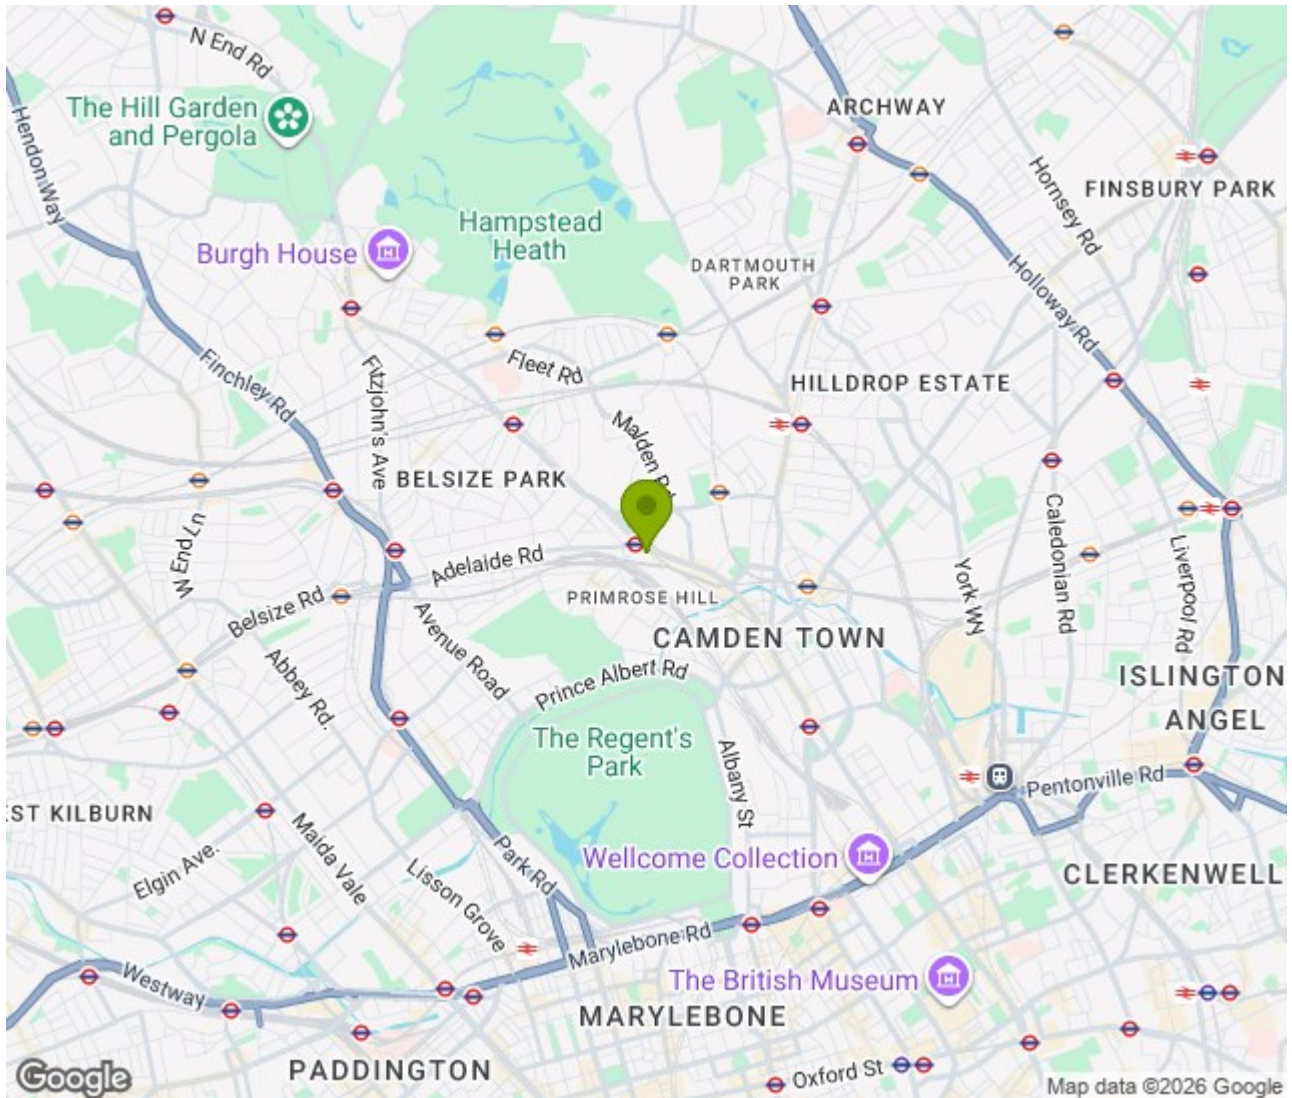 N End Rd
The Hill Garden
and Pergola
Hendon Way
ARCHWAY
Hornsey Rd
FINSBURY PARK
Hampstead
Heath
Burgh House
DARTMOUTH
PARK
Holloway Rd
Finchley Rd
Fitzjohn's Ave
Fleet Rd
HILLDROP ESTATE
Malden Rd
BELSIZE PARK
W End Ln
Caledonian Rd
Liverpool Rd
York Wy
Adelaide Rd
Belsize Rd
PRIMROSE HILL
CAMDEN TOWN
Avenue Road
Abbey Rd.
Prince Albert Rd
ISLINGTON
ANGEL
The Regent's
Park
Albany St
Pentonville Rd
EST KILBURN
Maida Vale
Elgin Ave.
Lisson Grove
Park Rd
Wellcome Collection
CLERKENWELL
Marylebone Rd
Westway
The British Museum
MARYLEBONE
PADDINGTON
Oxford St
Google
Map data ©2026 Google